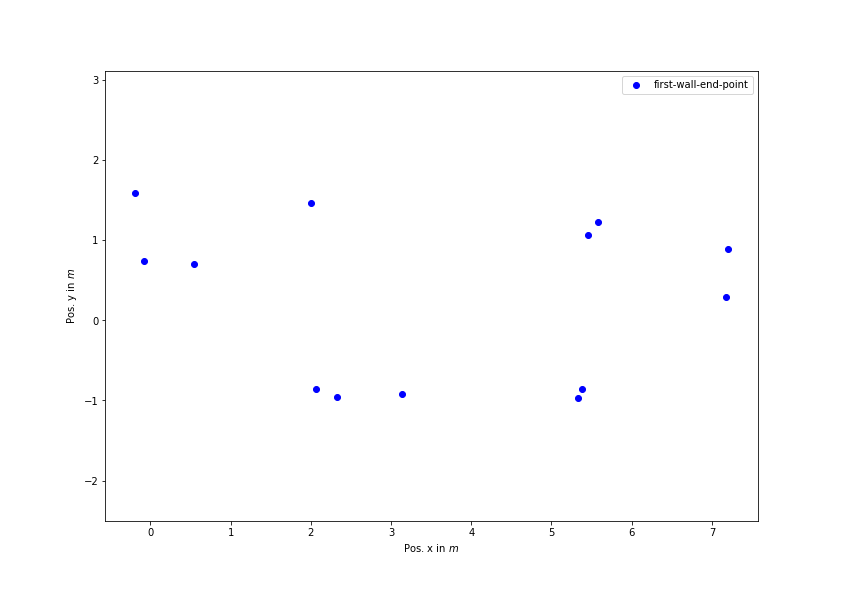 3
first-wall-end-point
2
1
0
−1
−2
Pos. y in m
0 1 2 3 4 5 6 7
Pos. x in m